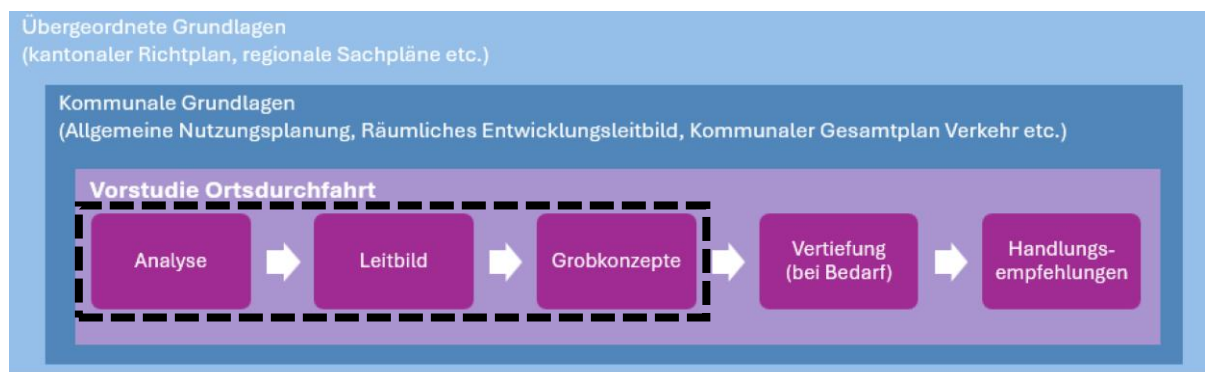 Übergeordnete Grundlagen
(kantonaler Richtplan, regionale Sachpläne etc.)
Kommunale Grundlagen
(Allgemeine Nutzungsplanung, Räumliches Entwicklungsleitbild, Kommunaler Gesamtplan Verkehr etc.)
Vorstudie Ortsdurchfahrt
Analyse
Leitbild
Grobkonzepte
Vertiefung
(bei Bedarf)
Handlungs-
empfehlungen